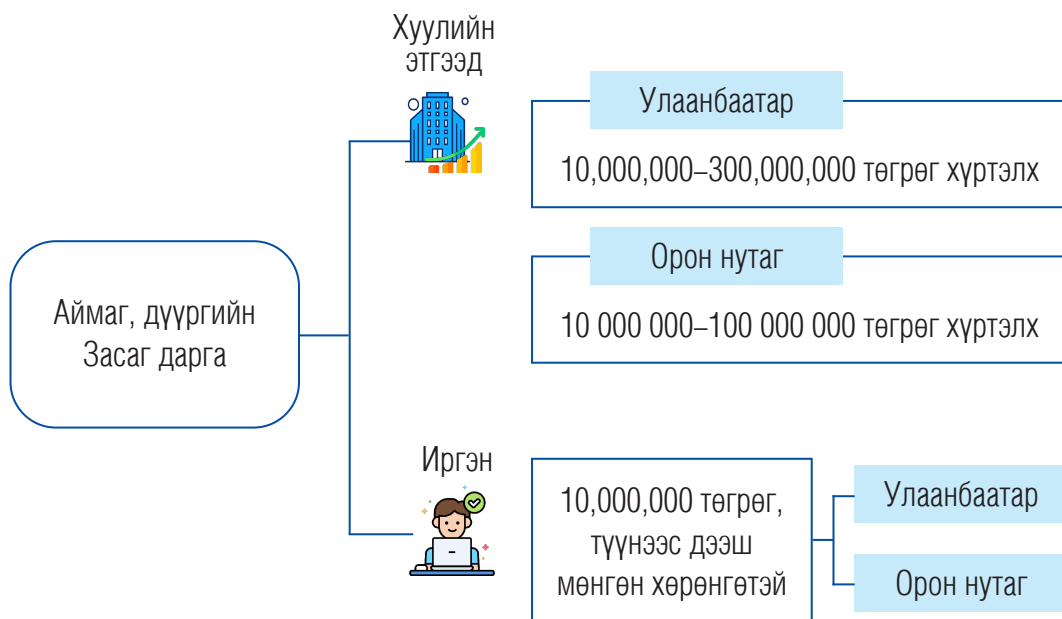 Хуулийн
этгээд
Улаанбаатар
10,000,000–300,000,000 төгрөг хүртэлх
Орон нутаг
10 000 000–100 000 000 төгрөг хүртэлх
Аймаг, дүүргийн
Засаг дарга
Иргэн
10,000,000 төгрөг,
түүнээс дээш
мөнгөн хөрөнгөтэй
Улаанбаатар
Орон нутаг